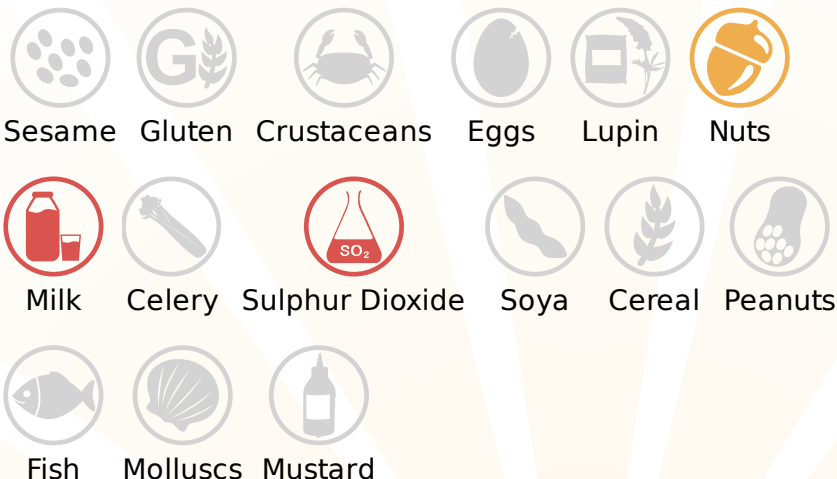 Sesame Gluten Crustaceans Eggs Lupin Nuts
G
SO₂
Milk Celery Sulphur Dioxide Soya Cereal Peanuts
Fish Molluscs Mustard